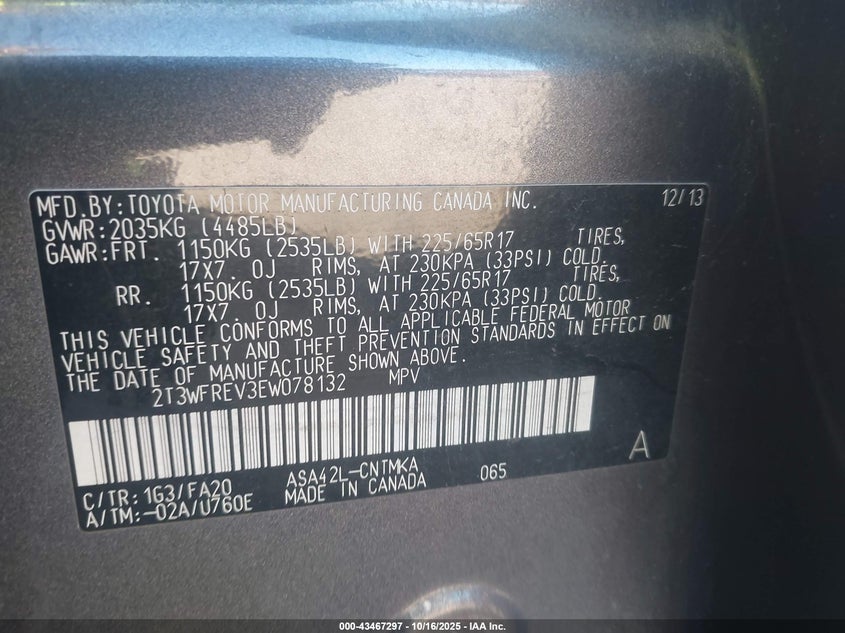 MFD.BY:TOYOTA MOTOR MANUFACTURING CANADA INC. 12/13
GVWR:2035KG (4485LB)
GAWR:FRT. 1150KG (2535LB) WITH 225/65R17 TIRES,
17X7. OJ RIMS, AT 230KPA (33PSI) COLD.
RR. 1150KG (2535LB) WITH 225/65R17 TIRES,
17X7. OJ RIMS, AT 230KPA (33PSI) COLD.
THIS VEHICLE CONFORMS TO ALL APPLICABLE FEDERAL MOTOR
VEHICLE SAFETY AND THEFT PREVENTION STANDARDS IN EFFECT ON
THE DATE OF MANUFACTURE SHOWN ABOVE.
2T3WFREV3EW078132 MPV
A
C/TR: 1G3/FA20 ASA42L-CNTMKA 065
A/TM:-02A/U760E MADE IN CANADA
000-43467297 - 10/16/2025 - IAA Inc.